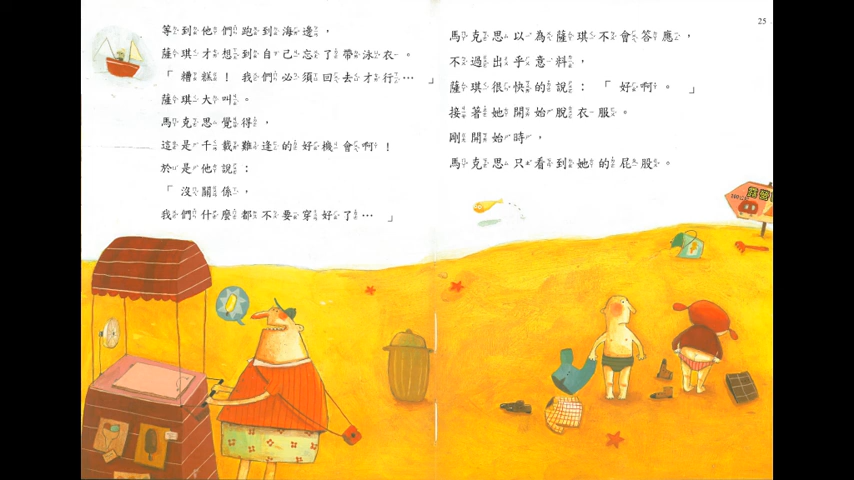 等到他們跑到海邊，
薩琪才想到自己忘了帶泳衣。
「糟糕！我們必須回去才行…」
薩琪大叫。
馬克思覺得，
這是千載難逢的好機會啊！
於是他說：
「沒關係，
我們什麼都不要穿好了…」
25
馬克思以為薩琪不會答應，
不過出乎意料，
薩琪很快的說：「好啊。」
接著她開始脫衣服。
剛開始時，
馬克思只看到她的屁股。